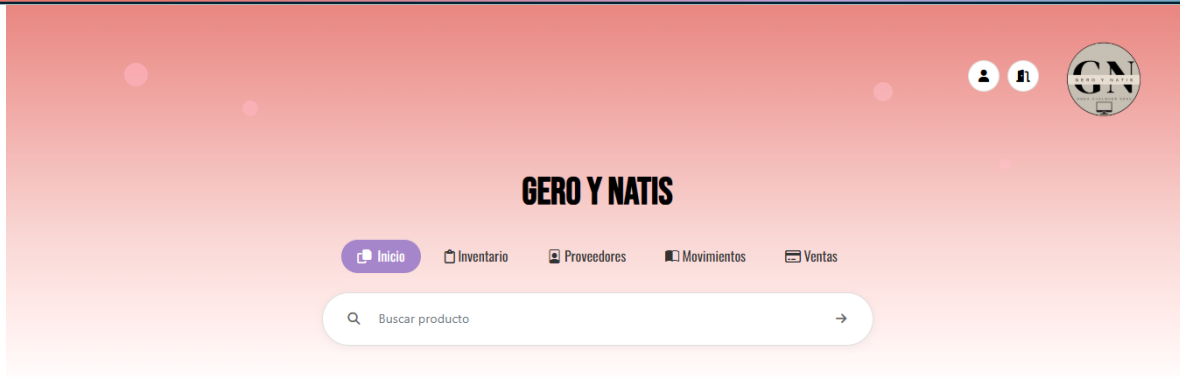 GN
GERO Y NATIS
GERO Y NATIS
Inicio Inventario Proveedores Movimientos Ventas
Buscar producto